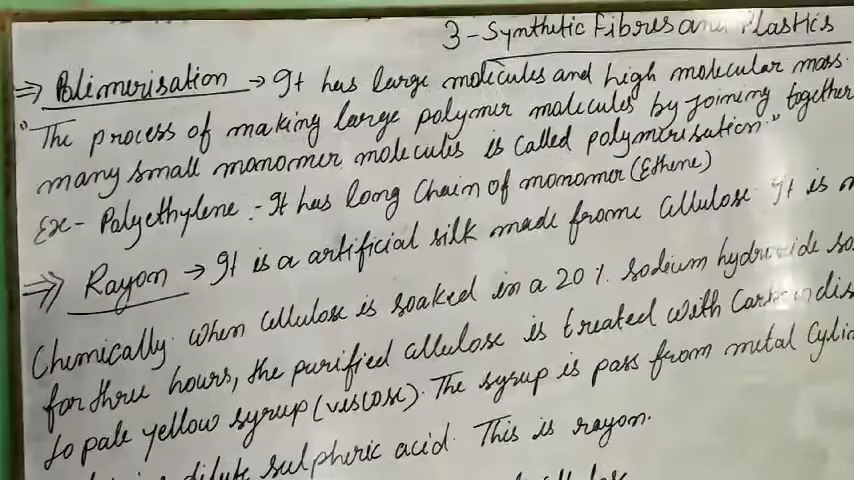 3-Synthetic Fibres and Plastics
⇒ Polimerisation → It has large molecules and high molecular mass.
"The process of making large polymer molecules by joining together
many small monomer molecules is called polymerisation."
Ex- Polyethylene :- It has long Chain of monomer (Ethene)
⇒ Rayon → It is a artificial silk made frome Cellulose. It is
Chemically. when Cellulose is soaked in a 20%. sodium hydroxide
for three hours, the purified cellulose is treated with
to pale yellow syrup (viscose). The syrup is pass from metal
dilute sulpheric acid. This is rayon.